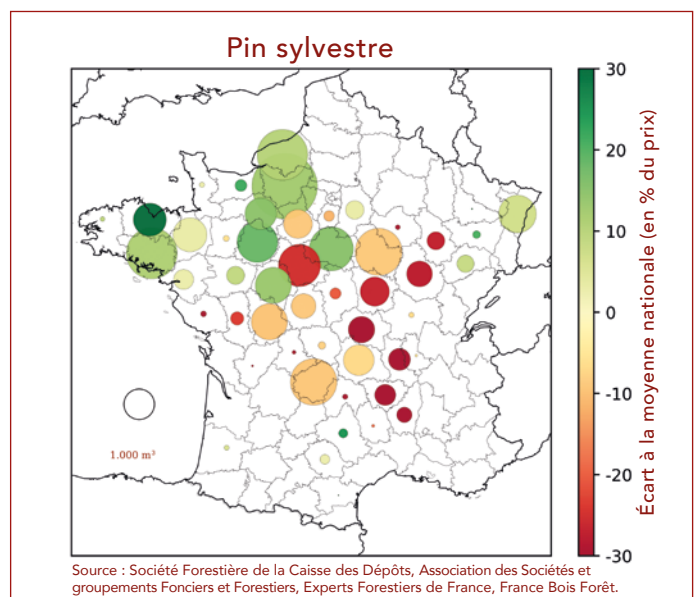 Pin sylvestre
30
20
10
0
-10
-20
-30
Écart à la moyenne nationale (en % du prix)
1.000 m³
Source : Société Forestière de la Caisse des Dépôts, Association des Sociétés et
groupements Fonciers et Forestiers, Experts Forestiers de France, France Bois Forêt.